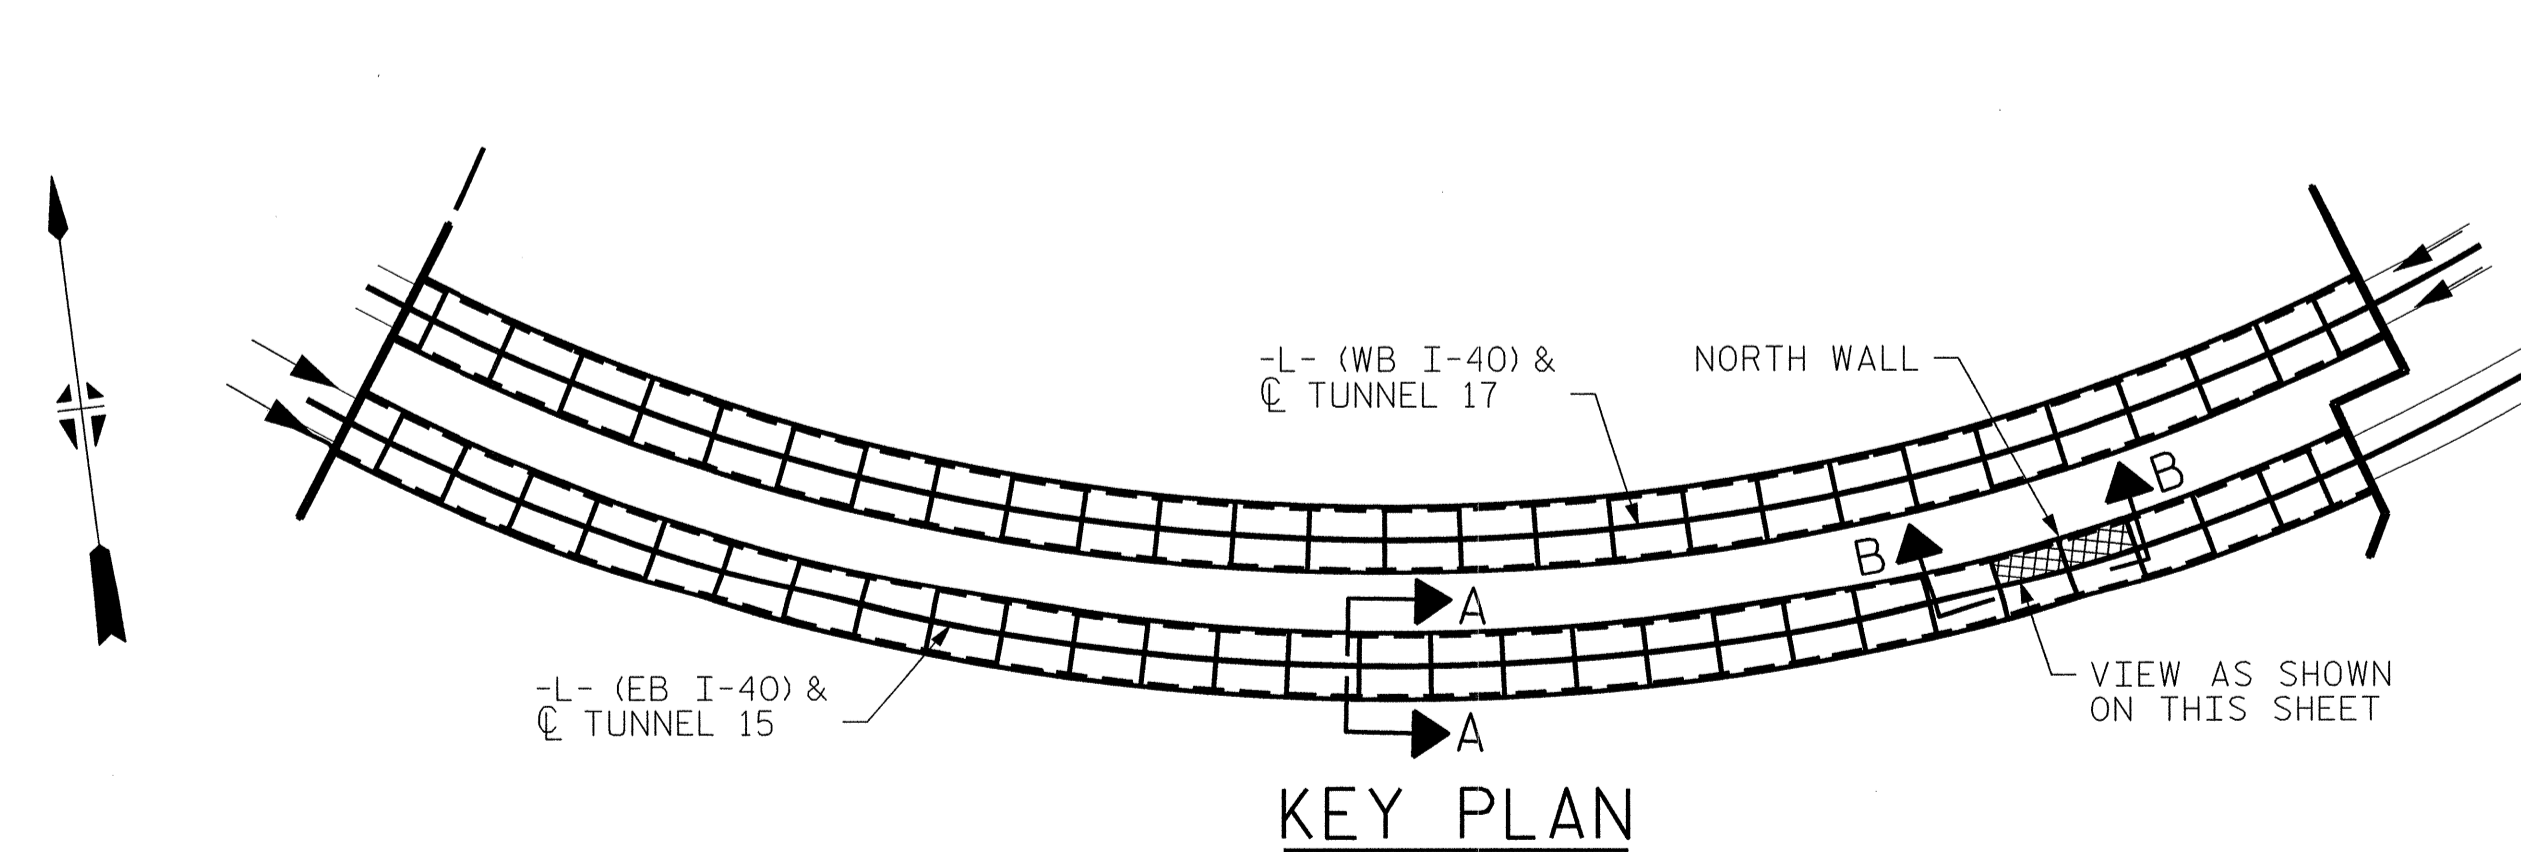 -L- (WB I-40) &
℄ TUNNEL 17
NORTH WALL
B
B
A
-L- (EB I-40) &
℄ TUNNEL 15
VIEW AS SHOWN
ON THIS SHEET
A
KEY PLAN